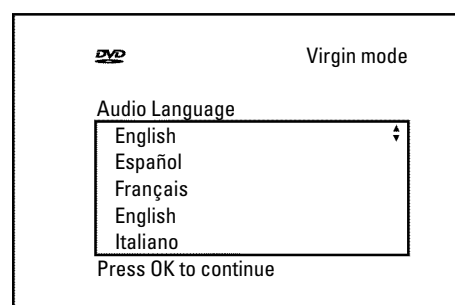 DVD
Virgin mode
Audio Language
English
Español
Français
English
Italiano
Press OK to continue